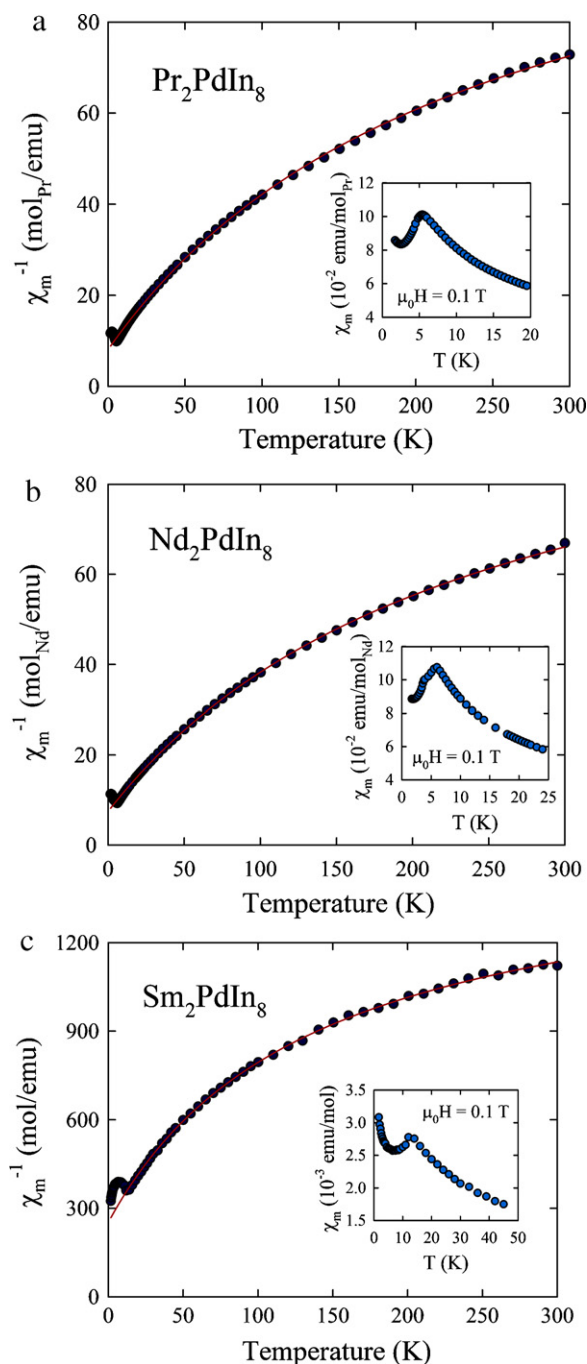 a
Pr₂PdIn₈
χₘ⁻¹ (mol_Pr/emu)
80
60
40
20
0
50 100 150 200 250 300
Temperature (K)
χₘ (10⁻² emu/mol_Pr)
12
10
8
6
4
μ₀H = 0.1 T
0 5 10 15 20
T (K)
b
Nd₂PdIn₈
χₘ⁻¹ (mol_Nd/emu)
80
60
40
20
0
0 50 100 150 200 250 300
Temperature (K)
χₘ (10⁻² emu/mol_Nd)
12
10
8
6
4
μ₀H = 0.1 T
0 5 10 15 20 25
T (K)
c
Sm₂PdIn₈
χₘ⁻¹ (mol/emu)
1200
900
600
300
0
0 50 100 150 200 250 300
Temperature (K)
χₘ (10⁻³ emu/mol)
3.5
3.0
2.5
2.0
1.5
μ₀H = 0.1 T
0 10 20 30 40 50
T (K)